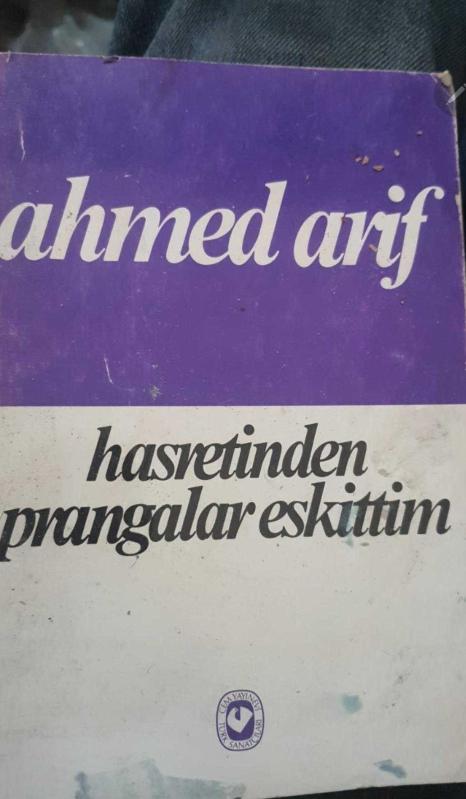 ahmed arif
hasretinden
prangalar eskittim
CEM YAYINEVİ
TÜRK SANATÇILARI